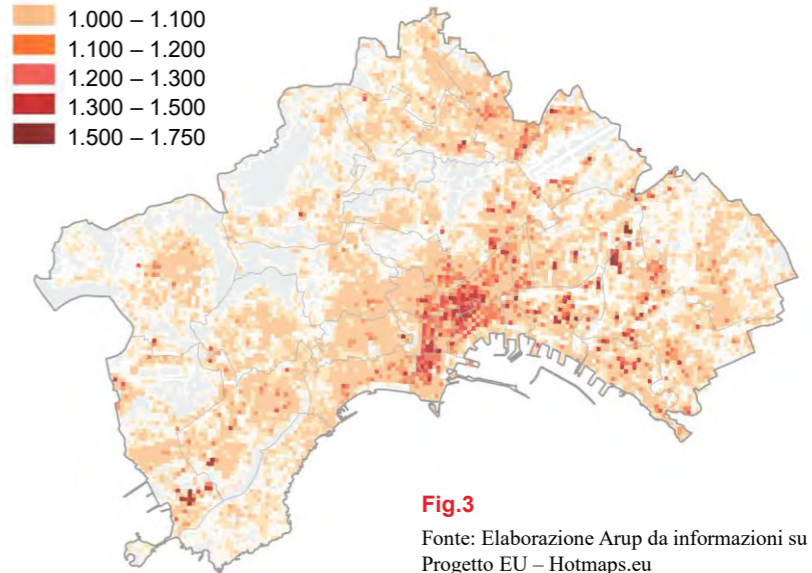 1.000 – 1.100
1.100 – 1.200
1.200 – 1.300
1.300 – 1.500
1.500 – 1.750
Fig.3
Fonte: Elaborazione Arup da informazioni su
Progetto EU – Hotmaps.eu